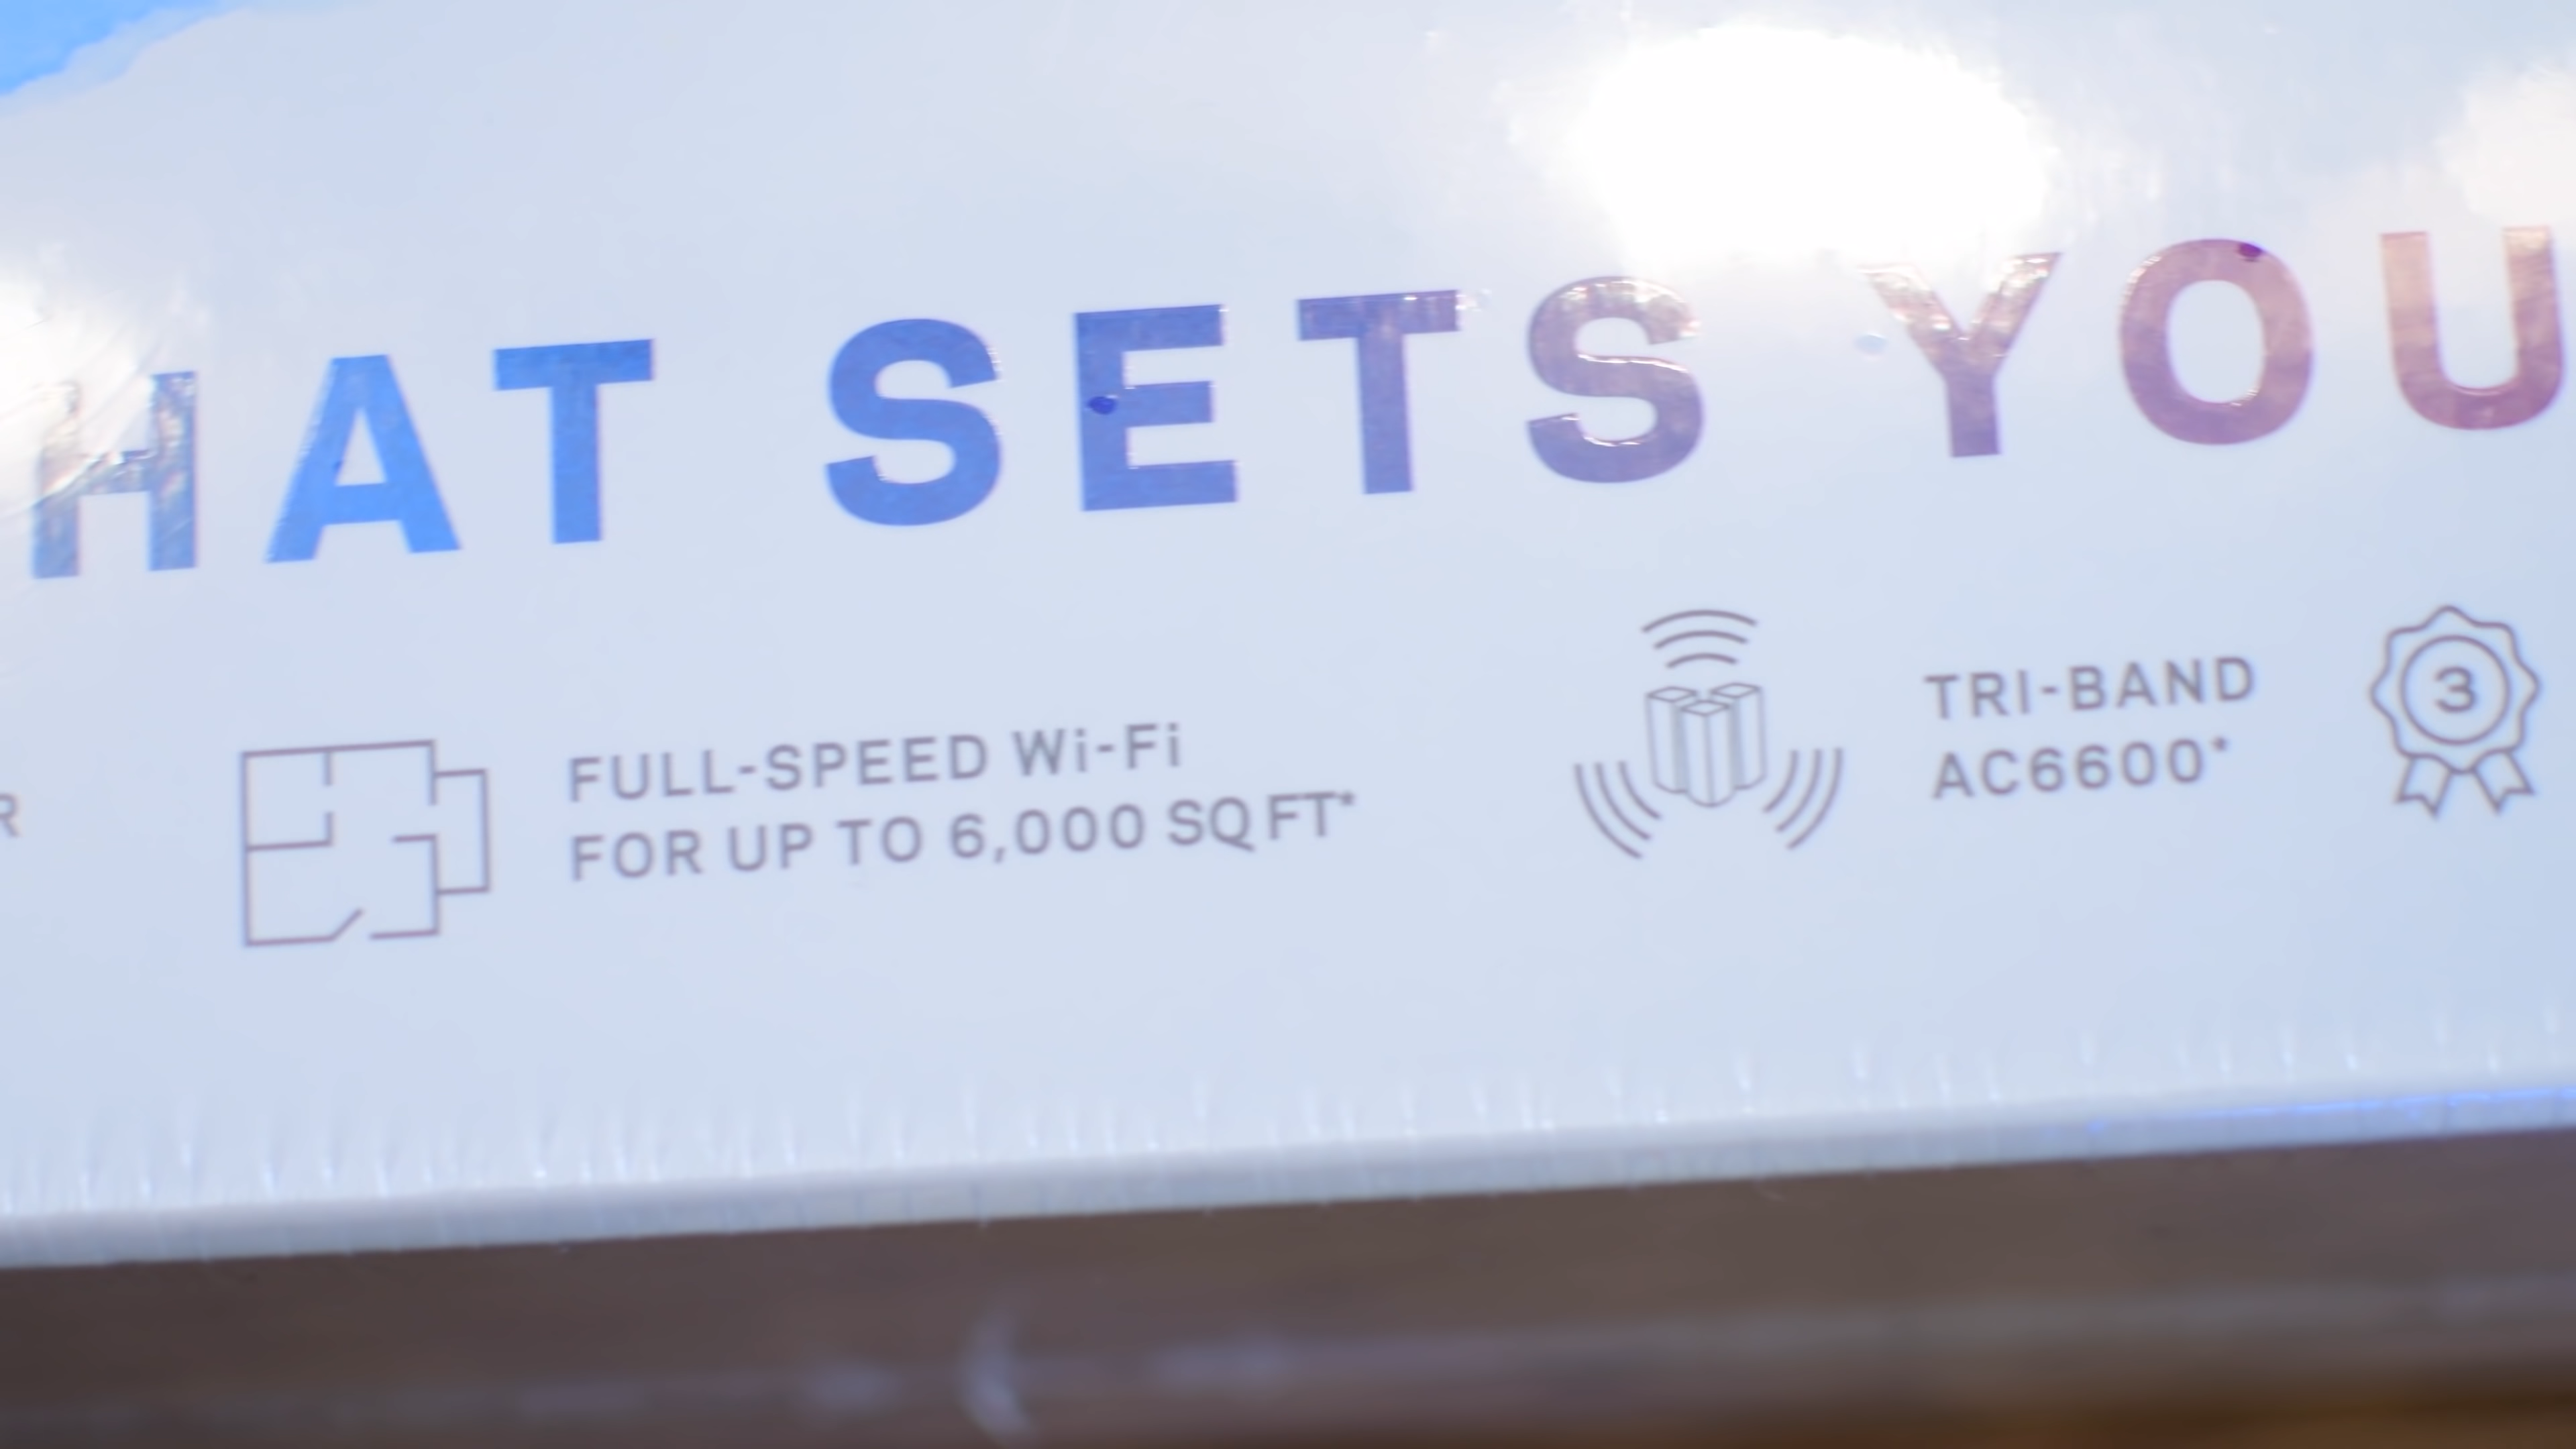 HAT SETS YOU
FULL-SPEED Wi-Fi
FOR UP TO 6,000 SQ FT*
TRI-BAND
AC6600*
3
R